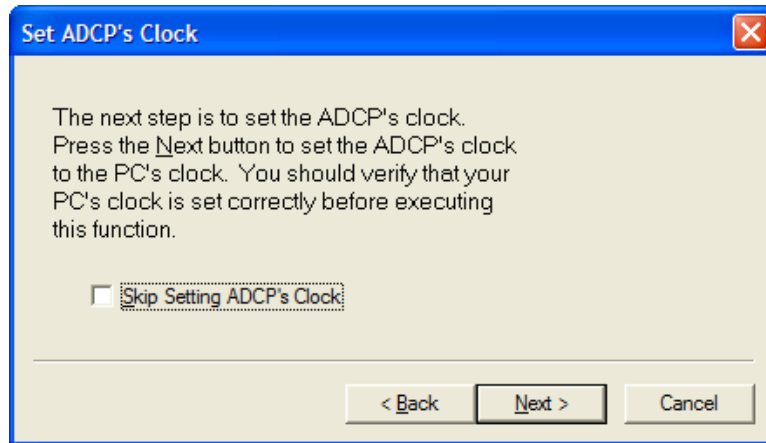 Set ADCP's Clock
The next step is to set the ADCP's clock.
Press the Next button to set the ADCP's clock
to the PC's clock.  You should verify that your
PC's clock is set correctly before executing
this function.
Skip Setting ADCP's Clock
< Back
Next >
Cancel